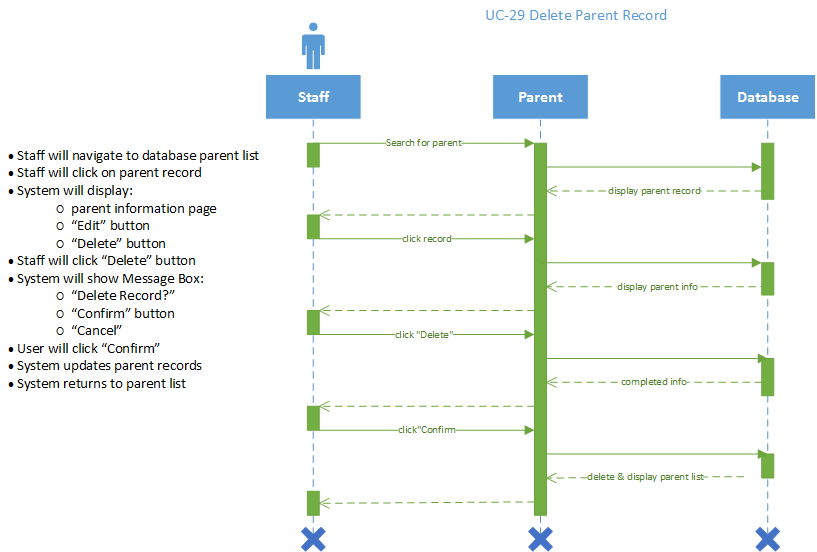 UC-29 Delete Parent Record
Staff
Parent
Database
• Staff will navigate to database parent list
• Staff will click on parent record
• System will display:
o parent information page
o “Edit” button
o “Delete” button
• Staff will click “Delete” button
• System will show Message Box:
o “Delete Record?”
o “Confirm” button
o “Cancel”
• User will click “Confirm”
• System updates parent records
• System returns to parent list
Search for parent
display parent record
click record
display parent info
click "Delete"
completed info
click"Confirm
delete & display parent list